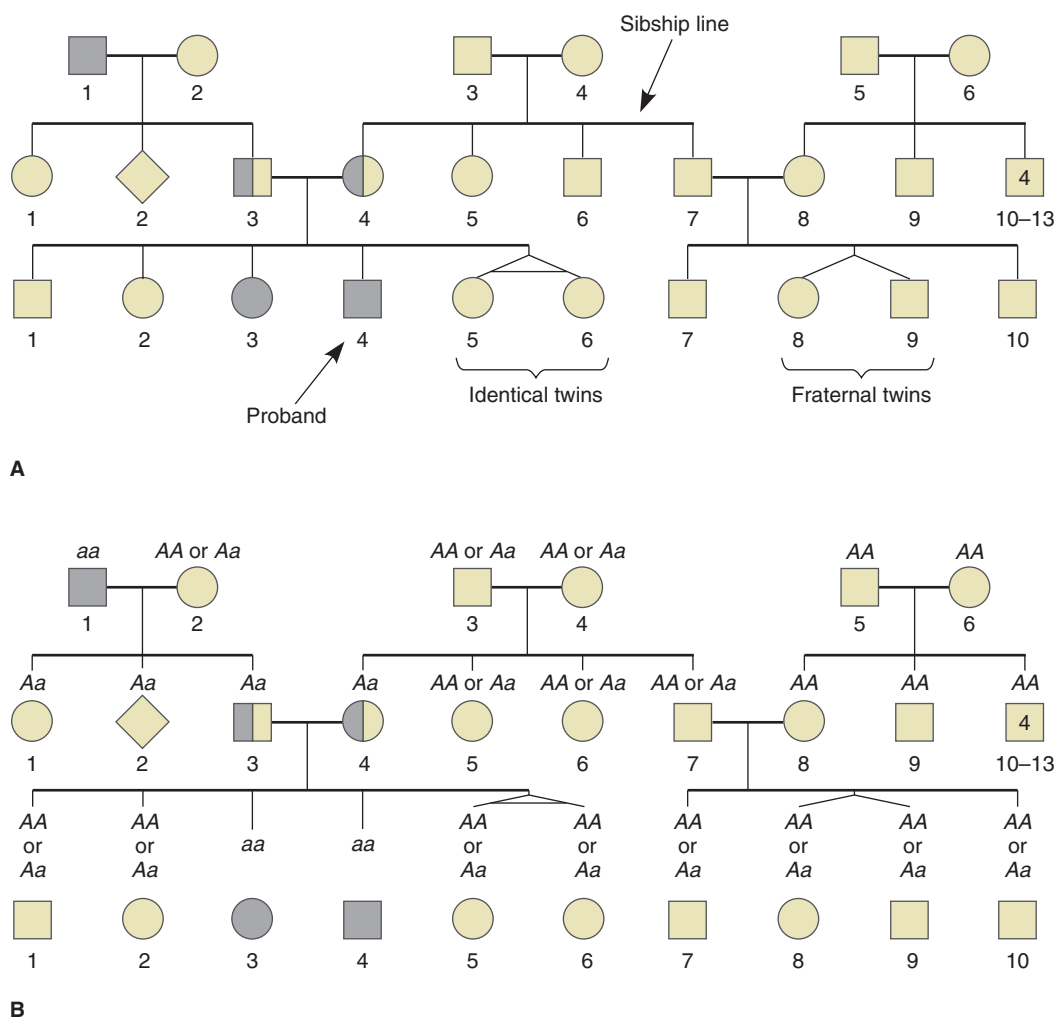 Sibship line
1 2 3 4 5 6
1 2 3 4 5 6 7 8 9 10–13
4
1 2 3 4 5 6 7 8 9 10
Proband
Identical twins
Fraternal twins
A
aa AA or Aa AA or Aa AA or Aa AA AA
1 2 3 4 5 6
Aa Aa Aa Aa AA or Aa AA or Aa AA or Aa AA AA AA
4
1 2 3 4 5 6 7 8 9 10–13
AA AA AA AA AA AA AA AA
or or aa aa or or or or or or
Aa Aa Aa Aa Aa Aa Aa Aa
1 2 3 4 5 6 7 8 9 10
B